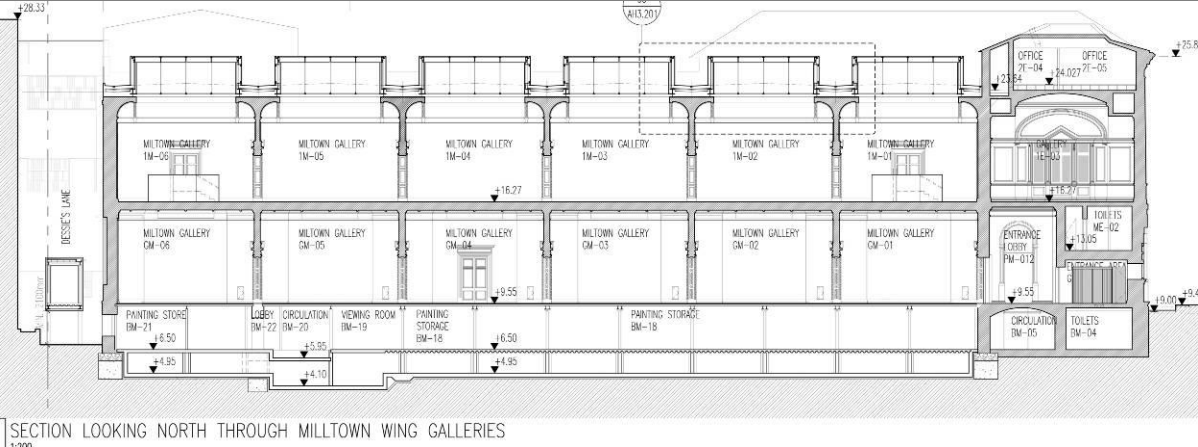 +28.33
AH3.201
+25.8
OFFICE
2F-04
OFFICE
2F-05
+23.64
+24.027
MILTOWN GALLERY
1M-06
MILTOWN GALLERY
1M-05
MILTOWN GALLERY
1M-04
MILTOWN GALLERY
1M-03
MILTOWN GALLERY
1M-02
MILTOWN GALLERY
1M-01
GALLERY
1E-03
+16.27
+16.27
DESSIE'S LANE
MILTOWN GALLERY
GM-06
MILTOWN GALLERY
GM-05
MILTOWN GALLERY
GM-04
MILTOWN GALLERY
GM-03
MILTOWN GALLERY
GM-02
MILTOWN GALLERY
GM-01
ENTRANCE
LOBBY
PM-012
TOILETS
ME-02
+13.05
ENTRANCE AREA
+9.55
+9.55
+9.00
+9.4
PAINTING STORE
BM-21
LOBBY
BM-22
CIRCULATION
BM-20
VIEWING ROOM
BM-19
PAINTING
STORAGE
BM-18
PAINTING STORAGE
BM-18
CIRCULATION
BM-05
TOILETS
BM-04
+6.50
+5.95
+6.50
+4.95
+4.10
+4.95
SECTION LOOKING NORTH THROUGH MILLTOWN WING GALLERIES
1:200